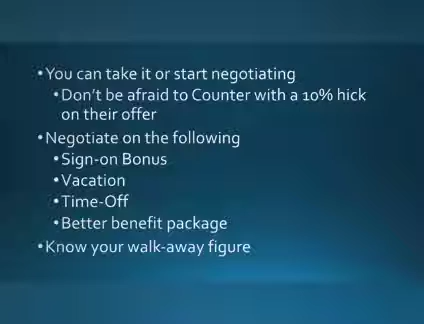 • You can take it or start negotiating
• Don't be afraid to Counter with a 10% hick
on their offer
• Negotiate on the following
• Sign-on Bonus
• Vacation
• Time-Off
• Better benefit package
• Know your walk-away figure